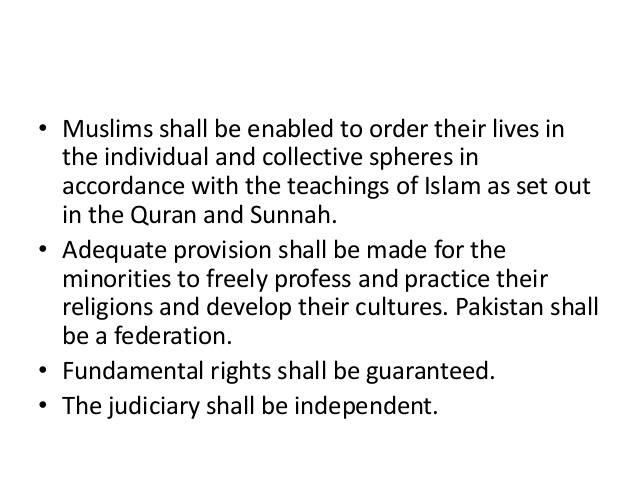 • Muslims shall be enabled to order their lives in
the individual and collective spheres in
accordance with the teachings of Islam as set out
in the Quran and Sunnah.
• Adequate provision shall be made for the
minorities to freely profess and practice their
religions and develop their cultures. Pakistan shall
be a federation.
• Fundamental rights shall be guaranteed.
• The judiciary shall be independent.